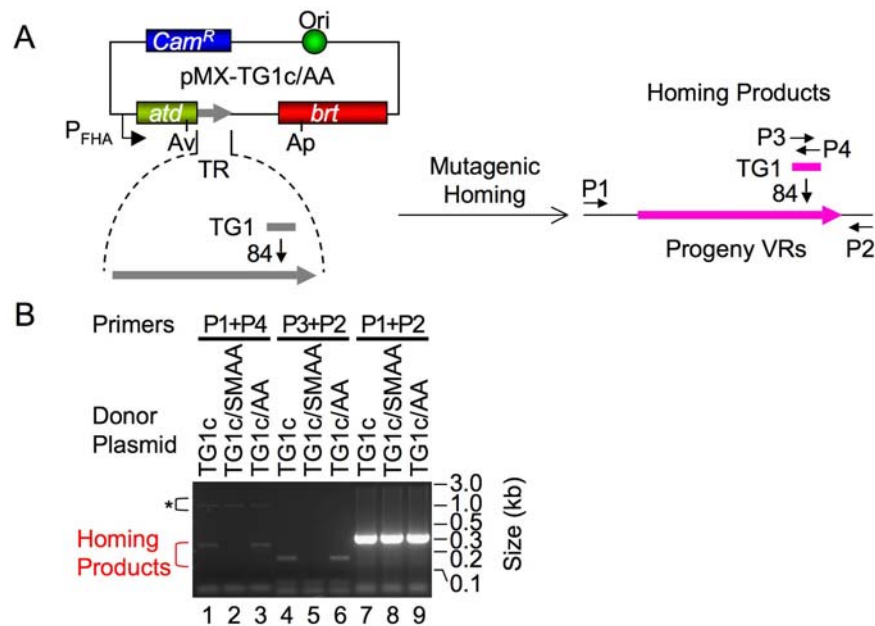 A
Cam^R
Ori
pMX-TG1c/AA
P_FHA
atd
brt
Av
Ap
TR
TG1
84
Mutagenic
Homing
Homing Products
P3
P4
TG1
84
P1
P2
Progeny VRs
B
Primers P1+P4 P3+P2 P1+P2
Donor
Plasmid
TG1c
TG1c/SMAA
TG1c/AA
TG1c
TG1c/SMAA
TG1c/AA
TG1c
TG1c/SMAA
TG1c/AA
*
Homing
Products
3.0
1.0
0.5
0.3
0.2
0.1
Size (kb)
1 2 3 4 5 6 7 8 9